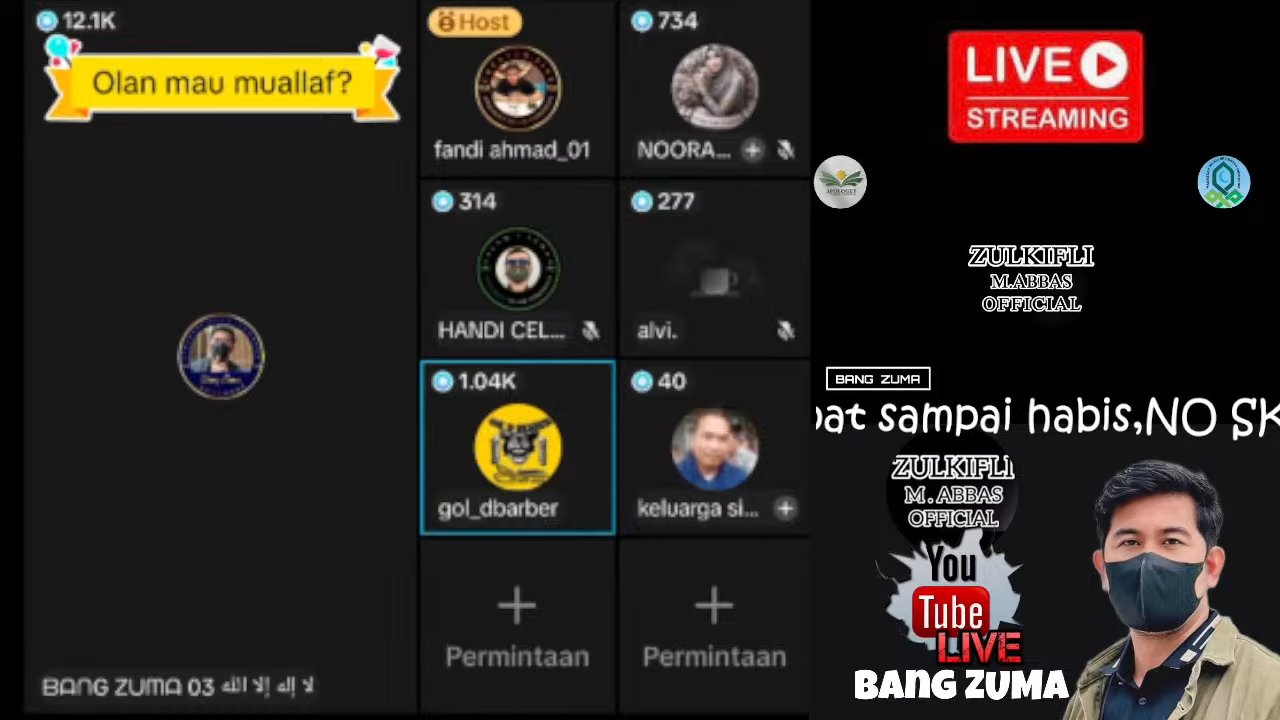 12.1K
Olan mau muallaf?
BANG ZUMA 03 لا إله إلا الله
Host
fandi ahmad_01
734
NOORA...
314
HANDI CEL...
277
alvi.
1.04K
gol_dbarber
40
keluarga si...
Permintaan
Permintaan
LIVE
STREAMING
APOLOGET
ZULKIFLI
M.ABBAS
OFFICIAL
BANG ZUMA
pat sampai habis,NO SK
ZULKIFLI
M.ABBAS
OFFICIAL
You
Tube
LIVE
BANG ZUMA